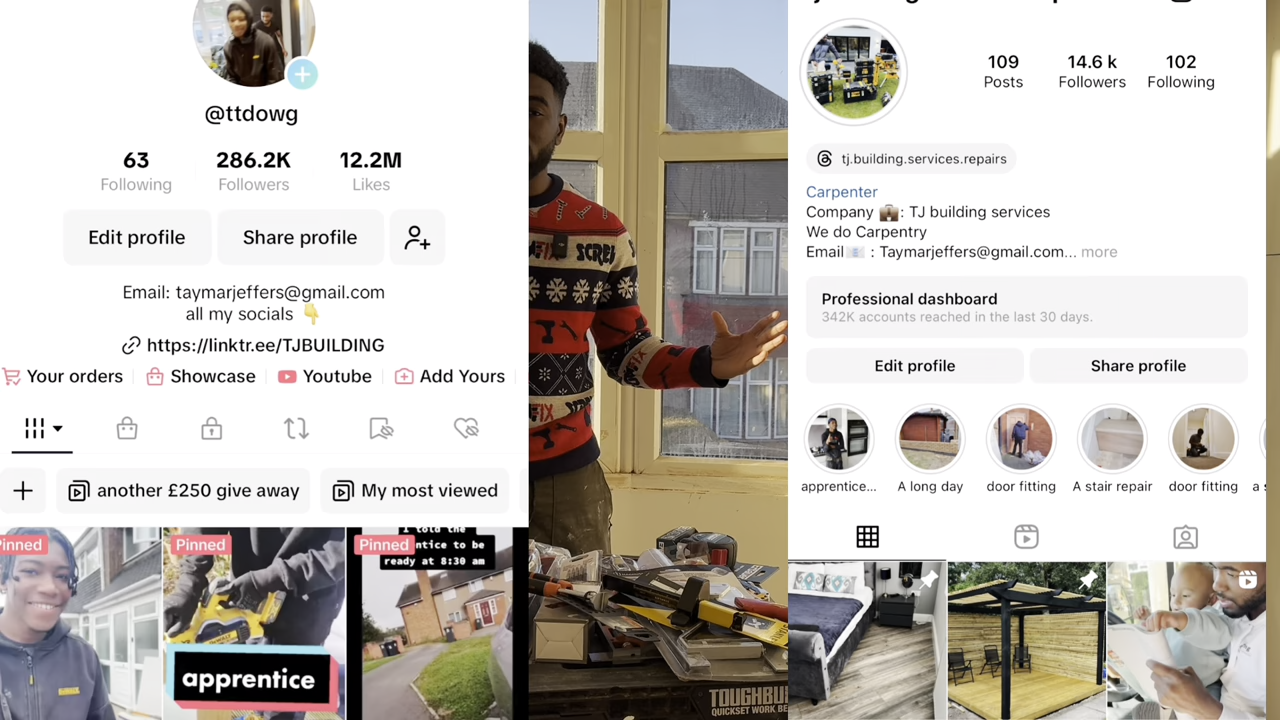 @ttdowg
63
286.2K
12.2M
Following
Followers
Likes
Edit profile
Share profile
Email: taymarjeffers@gmail.com
all my socials 👇
https://linktr.ee/TJBUILDING
Your orders
Showcase
Youtube
Add Yours
another £250 give away
My most viewed
Pinned
Pinned
apprentice
Pinned
I told the
ntice to be
ready at 8:30 am
FIX
SCREW
FIX
TOUGHBU
QUICKSET WORK BE
109
14.6 k
102
Posts
Followers
Following
tj.building.services.repairs
Carpenter
Company 💼: TJ building services
We do Carpentry
Email📧 : Taymarjeffers@gmail.com... more
Professional dashboard
342K accounts reached in the last 30 days.
Edit profile
Share profile
apprentice...
A long day
door fitting
A stair repair
door fitting
a s